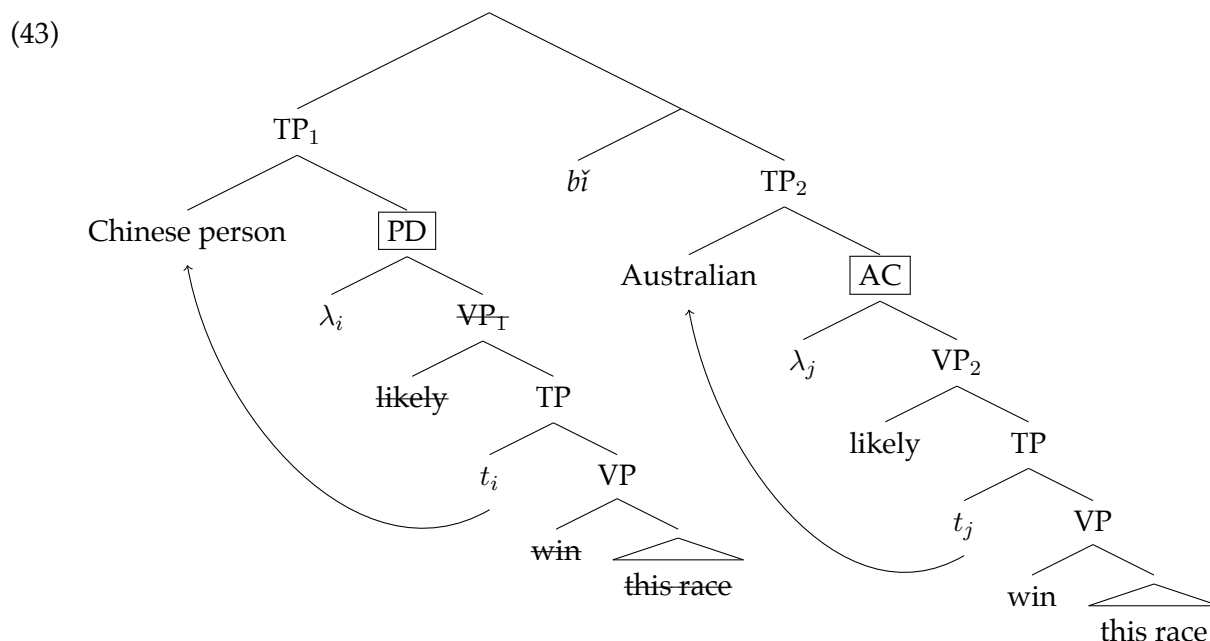 (43)
TP₁
bǐ TP₂
Chinese person PD
Australian AC
λᵢ VP₁
λⱼ VP₂
likely TP
likely TP
tᵢ VP
tⱼ VP
win
this race
win
this race